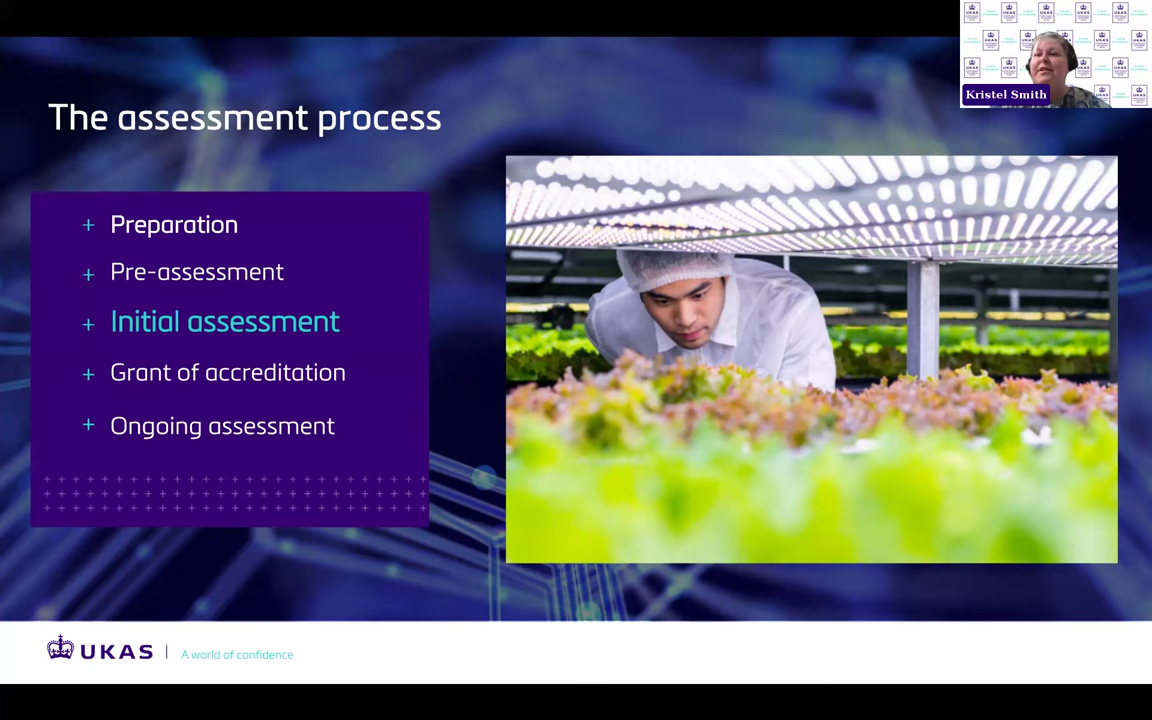 The assessment process
+ Preparation
+ Pre-assessment
+ Initial assessment
+ Grant of accreditation
+ Ongoing assessment
UKAS | A world of confidence
Kristel Smith
UKAS